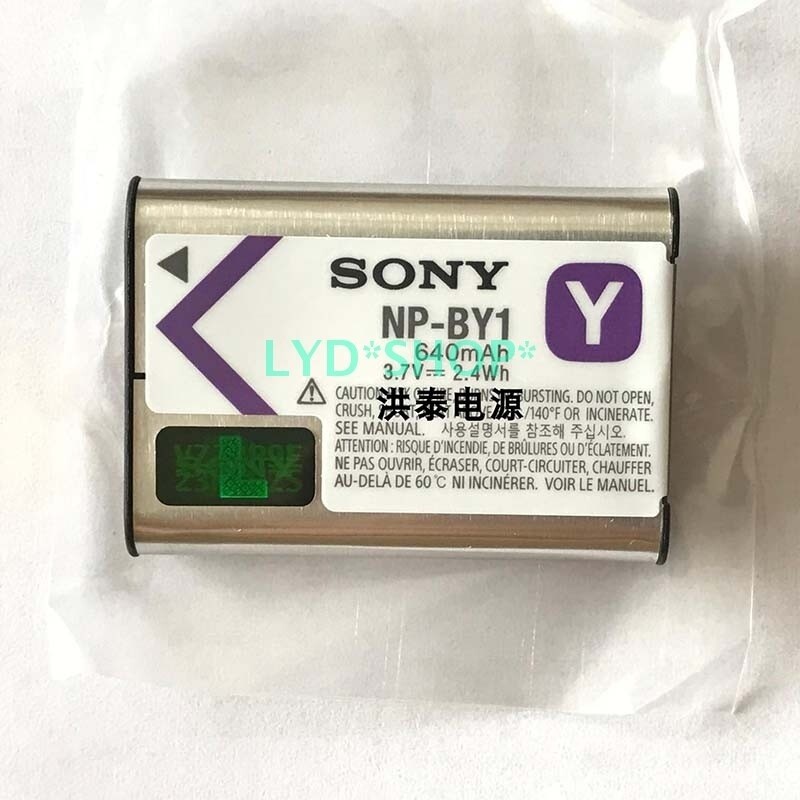 SONY
Y
NP-BY1
640mAh
LYD*SHOP*
3.7V⎓ 2.4Wh
洪泰电源
CAUTION: BURSTING. DO NOT OPEN,
CRUSH, /140°F OR INCINERATE.
SEE MANUAL. 사용설명서를 참조해 주십시오.
ATTENTION : RISQUE D'INCENDIE, DE BRÛLURES OU D'ÉCLATEMENT.
NE PAS OUVRIR, ÉCRASER, COURT-CIRCUITER, CHAUFFER
AU-DELÀ DE 60℃ NI INCINÉRER. VOIR LE MANUEL.